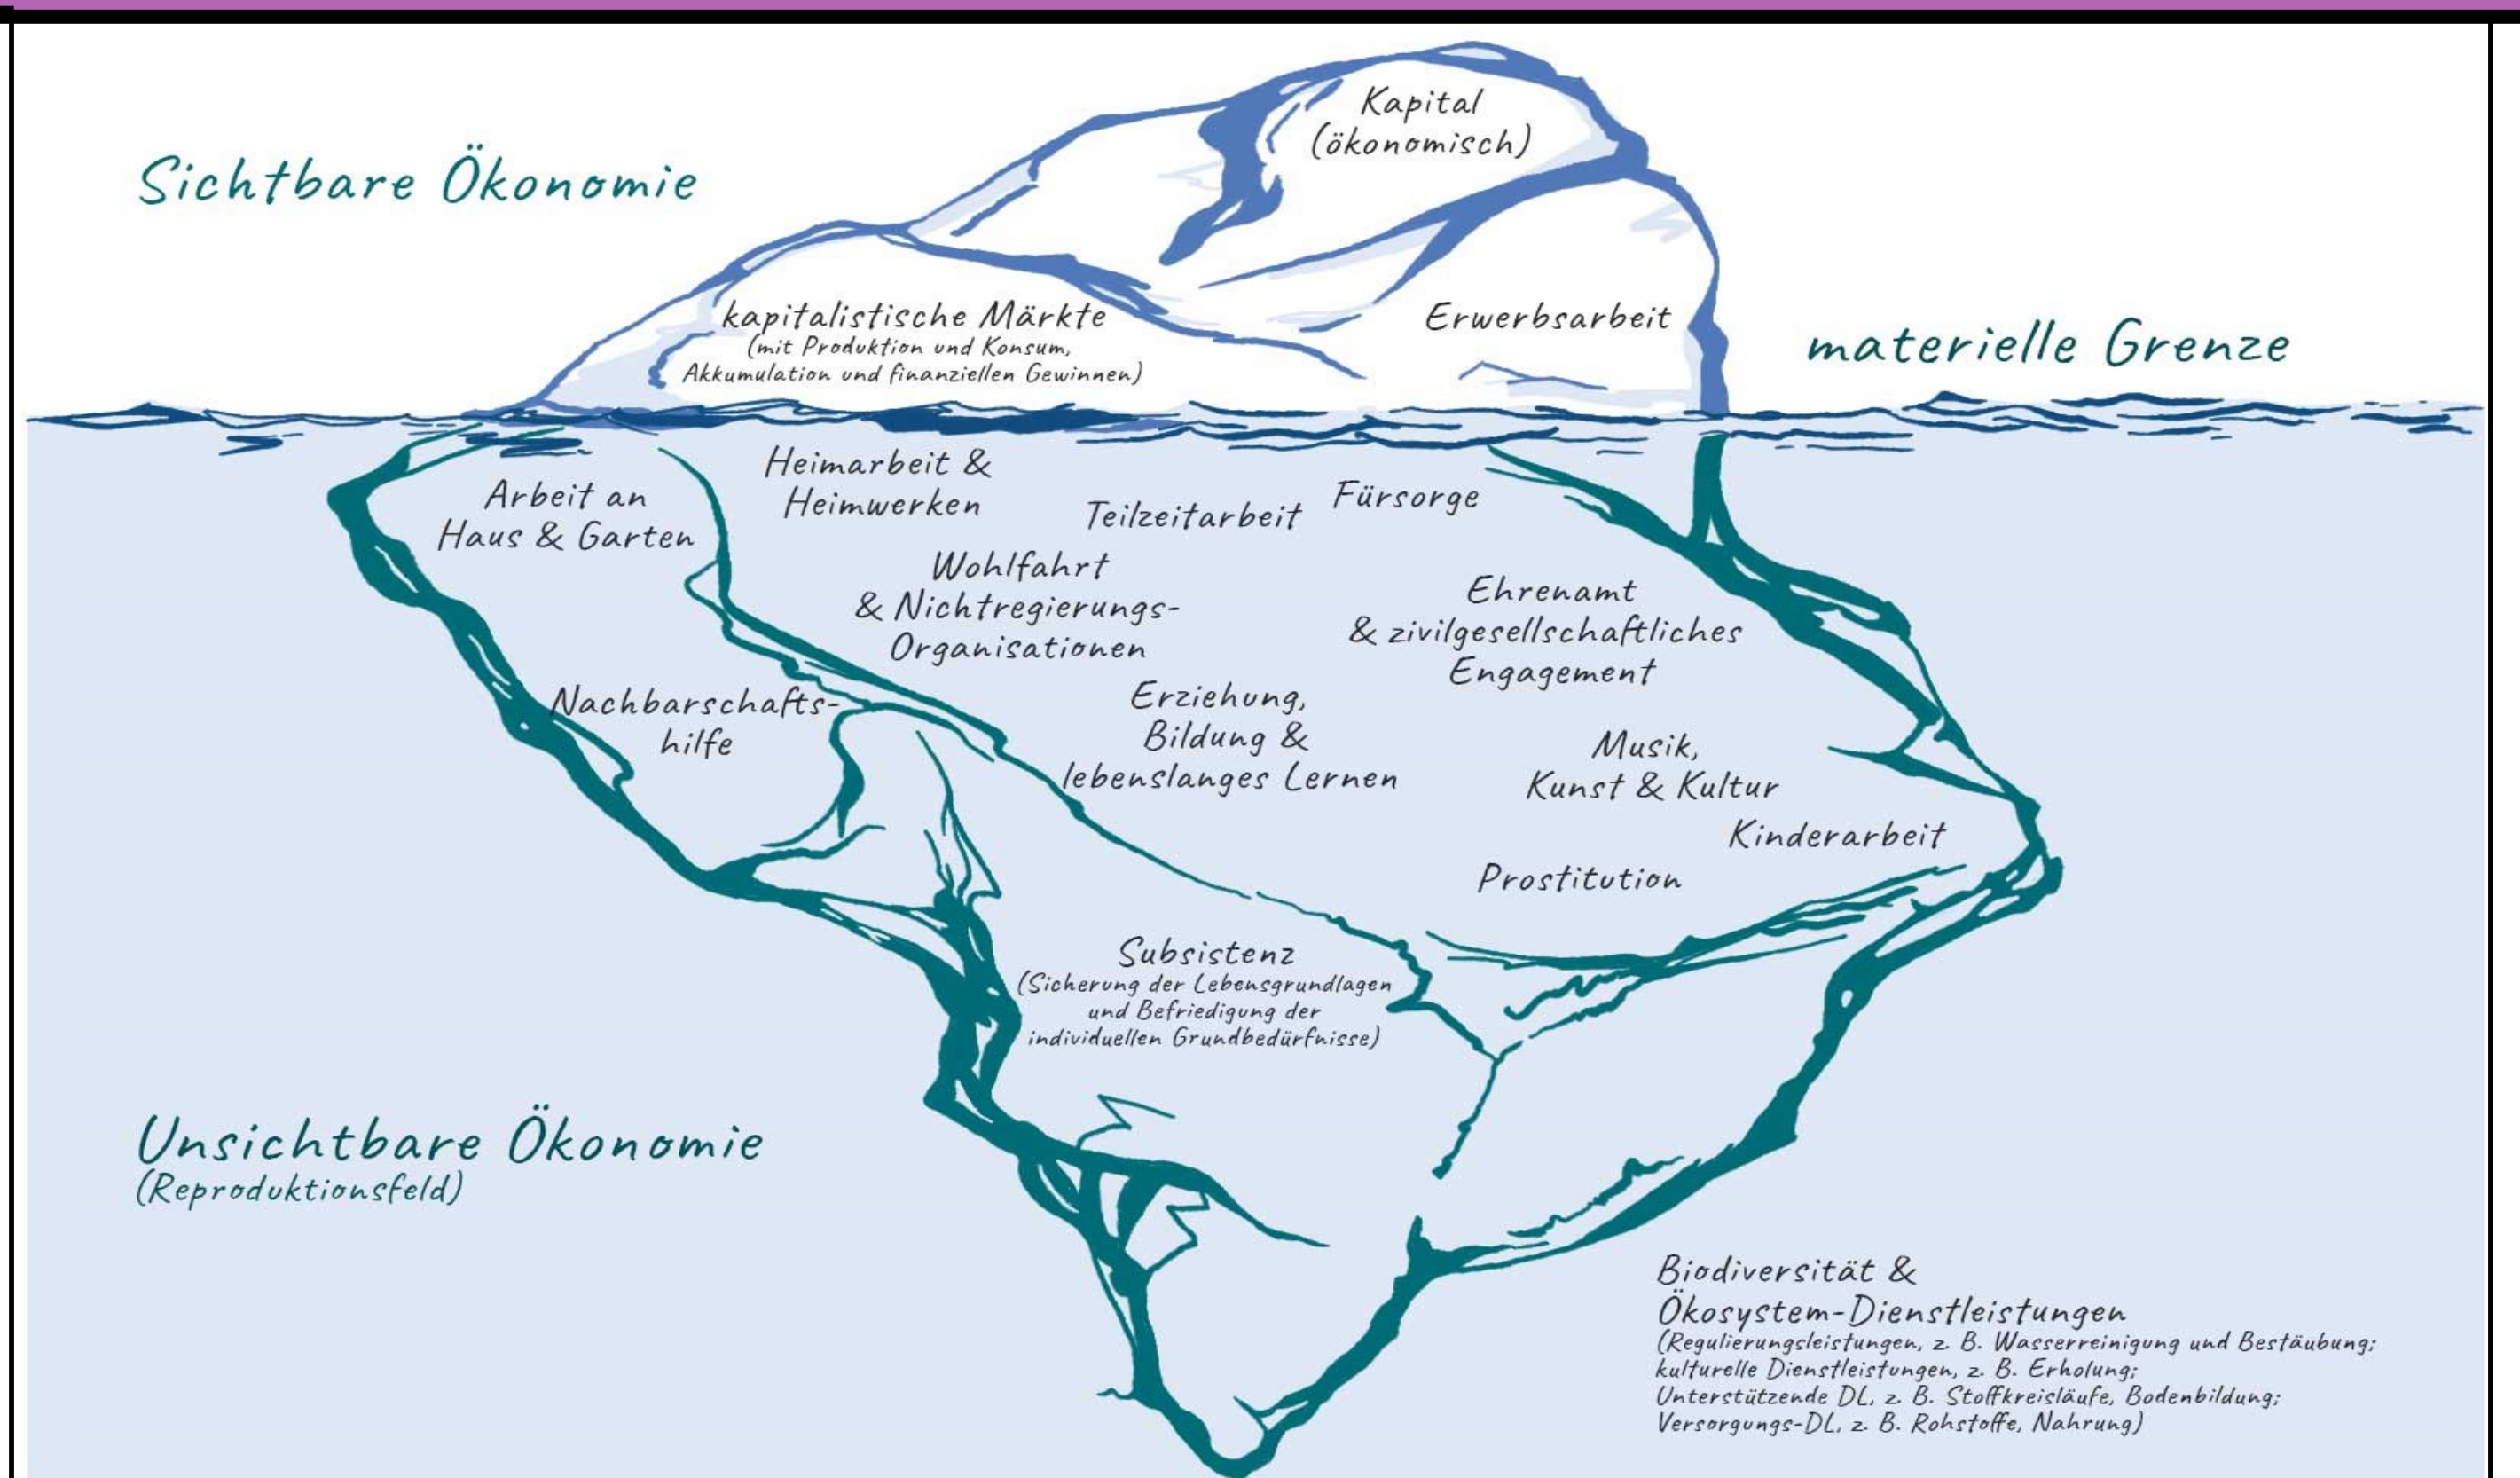 Sichtbare Ökonomie
Kapital
(ökonomisch)
kapitalistische Märkte
(mit Produktion und Konsum,
Akkumulation und finanziellen Gewinnen)
Erwerbsarbeit
materielle Grenze
Arbeit an
Haus & Garten
Heimarbeit &
Heimwerken
Teilzeitarbeit
Fürsorge
Wohlfahrt
& Nichtregierungs-
Organisationen
Ehrenamt
& zivilgesellschaftliches
Engagement
Nachbarschafts-
hilfe
Erziehung,
Bildung &
lebenslanges Lernen
Musik,
Kunst & Kultur
Kinderarbeit
Prostitution
Subsistenz
(Sicherung der Lebensgrundlagen
und Befriedigung der
individuellen Grundbedürfnisse)
Unsichtbare Ökonomie
(Reproduktionsfeld)
Biodiversität &
Ökosystem-Dienstleistungen
(Regulierungsleistungen, z. B. Wasserreinigung und Bestäubung;
kulturelle Dienstleistungen, z. B. Erholung;
Unterstützende DL, z. B. Stoffkreisläufe, Bodenbildung;
Versorgungs-DL, z. B. Rohstoffe, Nahrung)